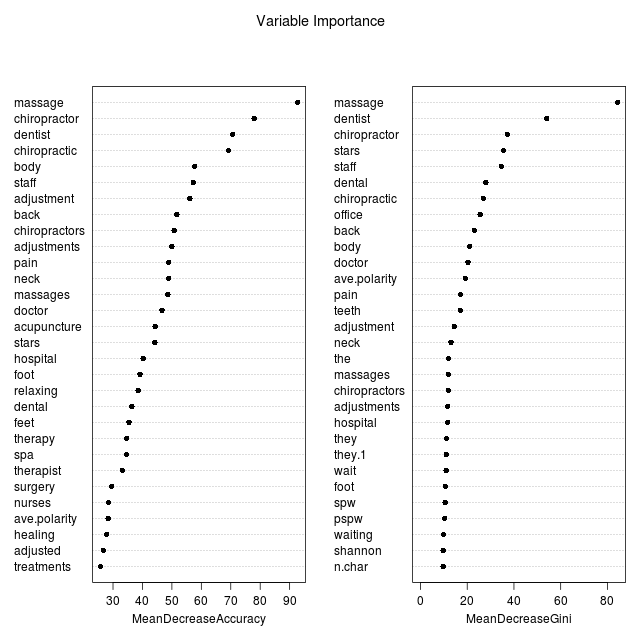 Variable Importance
massage
chiropractor
dentist
chiropractic
body
staff
adjustment
back
chiropractors
adjustments
pain
neck
massages
doctor
acupuncture
stars
hospital
foot
relaxing
dental
feet
therapy
spa
therapist
surgery
nurses
ave.polarity
healing
adjusted
treatments
30 40 50 60 70 80 90
MeanDecreaseAccuracy
massage
dentist
chiropractor
stars
staff
dental
chiropractic
office
back
body
doctor
ave.polarity
pain
teeth
adjustment
neck
the
massages
chiropractors
adjustments
hospital
they
they.1
wait
foot
spw
pspw
waiting
shannon
n.char
0 20 40 60 80
MeanDecreaseGini